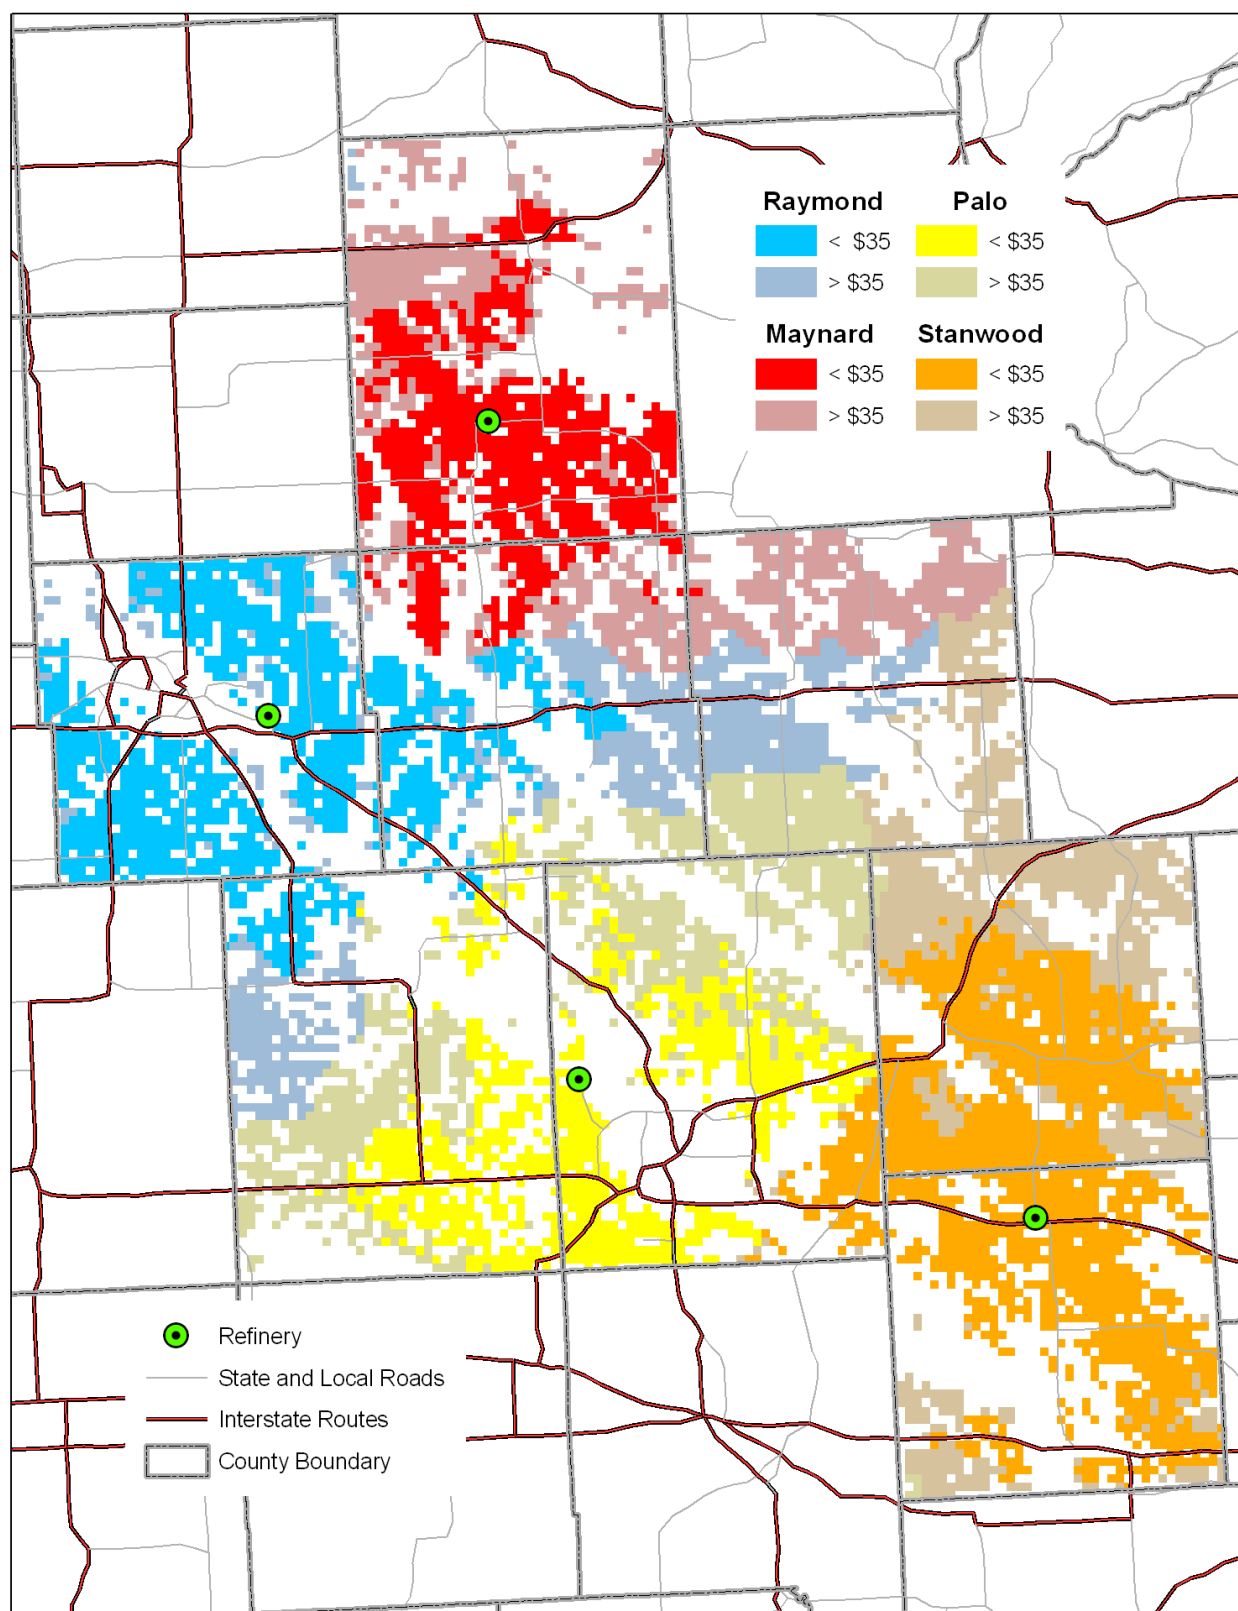 Raymond Palo
< $35 < $35
> $35 > $35
Maynard Stanwood
< $35 < $35
> $35 > $35
Refinery
State and Local Roads
Interstate Routes
County Boundary